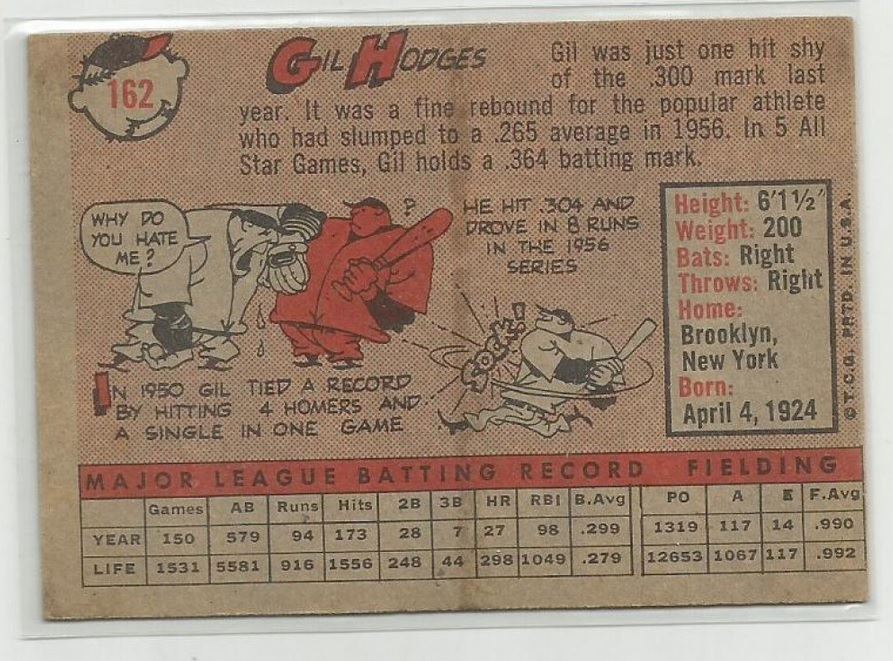 162
GIL HODGES
Gil was just one hit shy
of the .300 mark last
year. It was a fine rebound for the popular athlete
who had slumped to a .265 average in 1956. In 5 All
Star Games, Gil holds a .364 batting mark.
WHY DO
YOU HATE
ME?
?
HE HIT .304 AND
DROVE IN 8 RUNS
IN THE 1956
SERIES
SOCK!
IN 1950 GIL TIED A RECORD
BY HITTING 4 HOMERS AND
A SINGLE IN ONE GAME
Height: 6'1 1/2"
Weight: 200
Bats: Right
Throws: Right
Home:
Brooklyn,
New York
Born:
April 4, 1924
© T.C.G. PRTD. IN U.S.A.
MAJOR LEAGUE BATTING RECORD FIELDING
Games AB Runs Hits 2B 3B HR RBI B.Avg PO A E F.Avg
YEAR 150 579 94 173 28 7 27 98 .299 1319 117 14 .990
LIFE 1531 5581 916 1556 248 44 298 1049 .279 12653 1067 117 .992